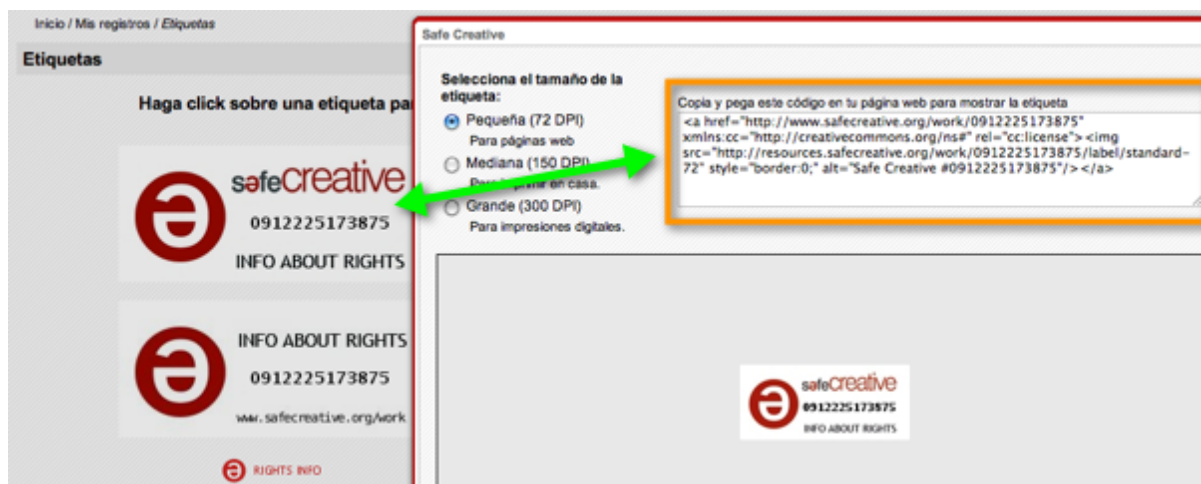 Inicio / Mis registros / Etiquetas
Etiquetas
Haga click sobre una etiqueta pa
safecreative
0912225173875
INFO ABOUT RIGHTS
INFO ABOUT RIGHTS
0912225173875
www.safecreative.org/work
RIGHTS INFO
Safe Creative
Selecciona el tamaño de la
etiqueta:
Pequeña (72 DPI)
Para páginas web
Mediana (150 DPI)
Para imprimir en casa.
Grande (300 DPI)
Para impresiones digitales.
Copia y pega este código en tu página web para mostrar la etiqueta
<a href="http://www.safecreative.org/work/0912225173875"
xmlns:cc="http://creativecommons.org/ns#" rel="cc:license"><img
src="http://resources.safecreative.org/work/0912225173875/label/standard-
72" style="border:0;" alt="Safe Creative #0912225173875"/></a>
safecreative
0912225173875
INFO ABOUT RIGHTS